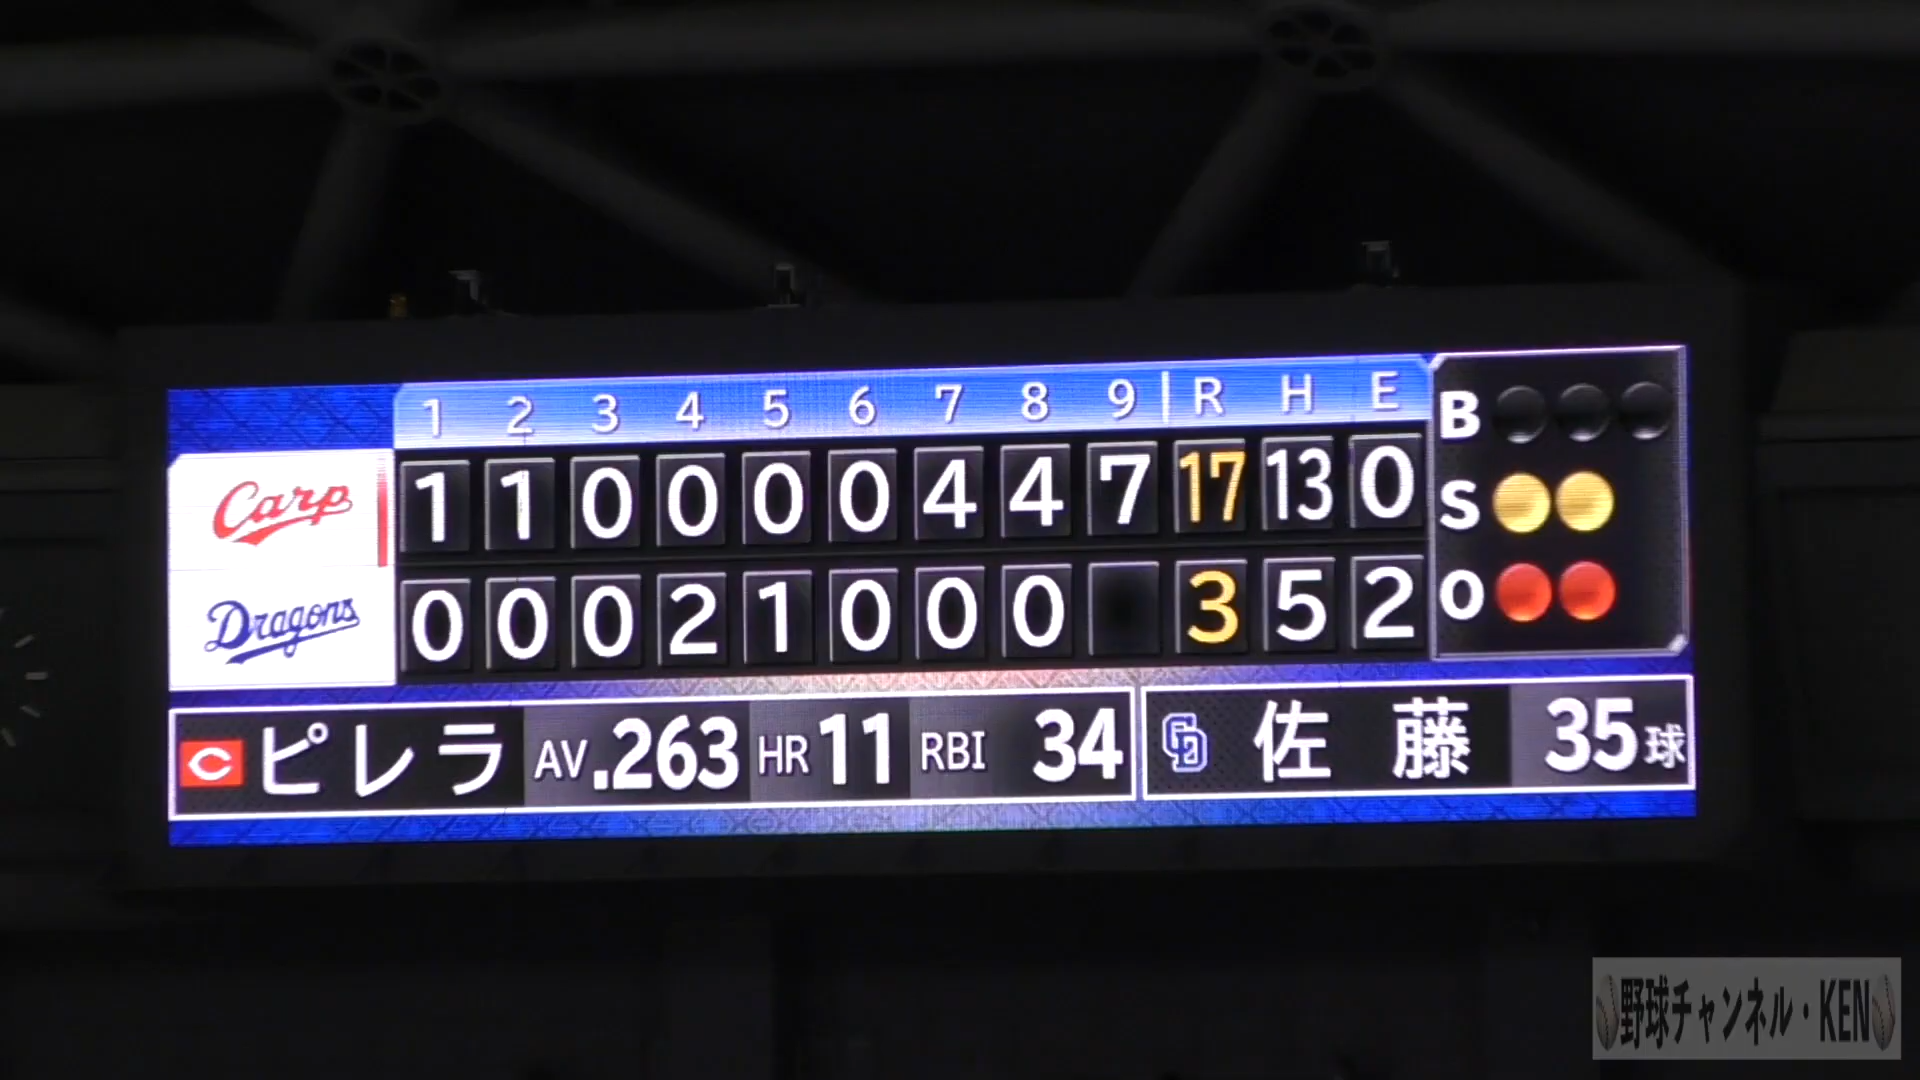 1 2 3 4 5 6 7 8 9 R H E
Carp 1 1 0 0 0 0 4 4 7 17 13 0
Dragons 0 0 0 2 1 0 0 0 3 5 2
B
S
O
C ピレラ AV .263 HR 11 RBI 34
CD 佐藤 35球
野球チャンネル・KEN